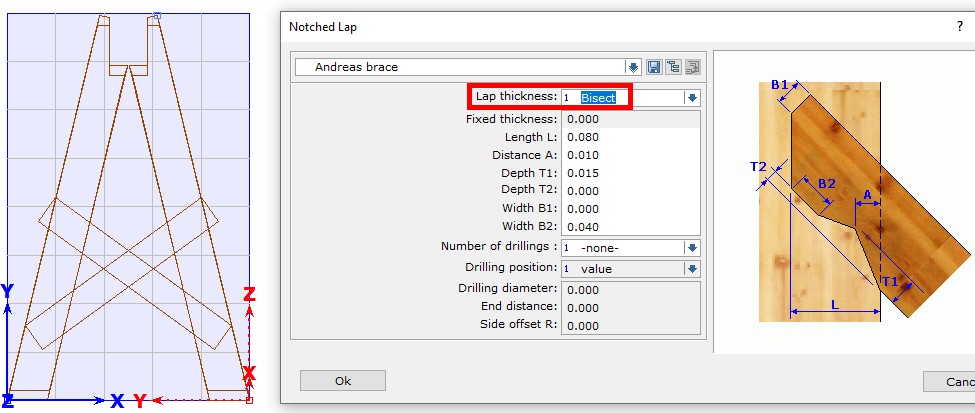 Notched Lap
?
Andreas brace
Lap thickness: 1 Bisect
Fixed thickness: 0.000
Length L: 0.080
Distance A: 0.010
Depth T1: 0.015
Depth T2: 0.000
Width B1: 0.000
Width B2: 0.040
Number of drillings : 1 -none-
Drilling position: 1 value
Drilling diameter: 0.000
End distance: 0.000
Side offset R: 0.000
Ok
Canc
B1
T2
B2
A
T1
L
Y
Z
X
Z
X
Y